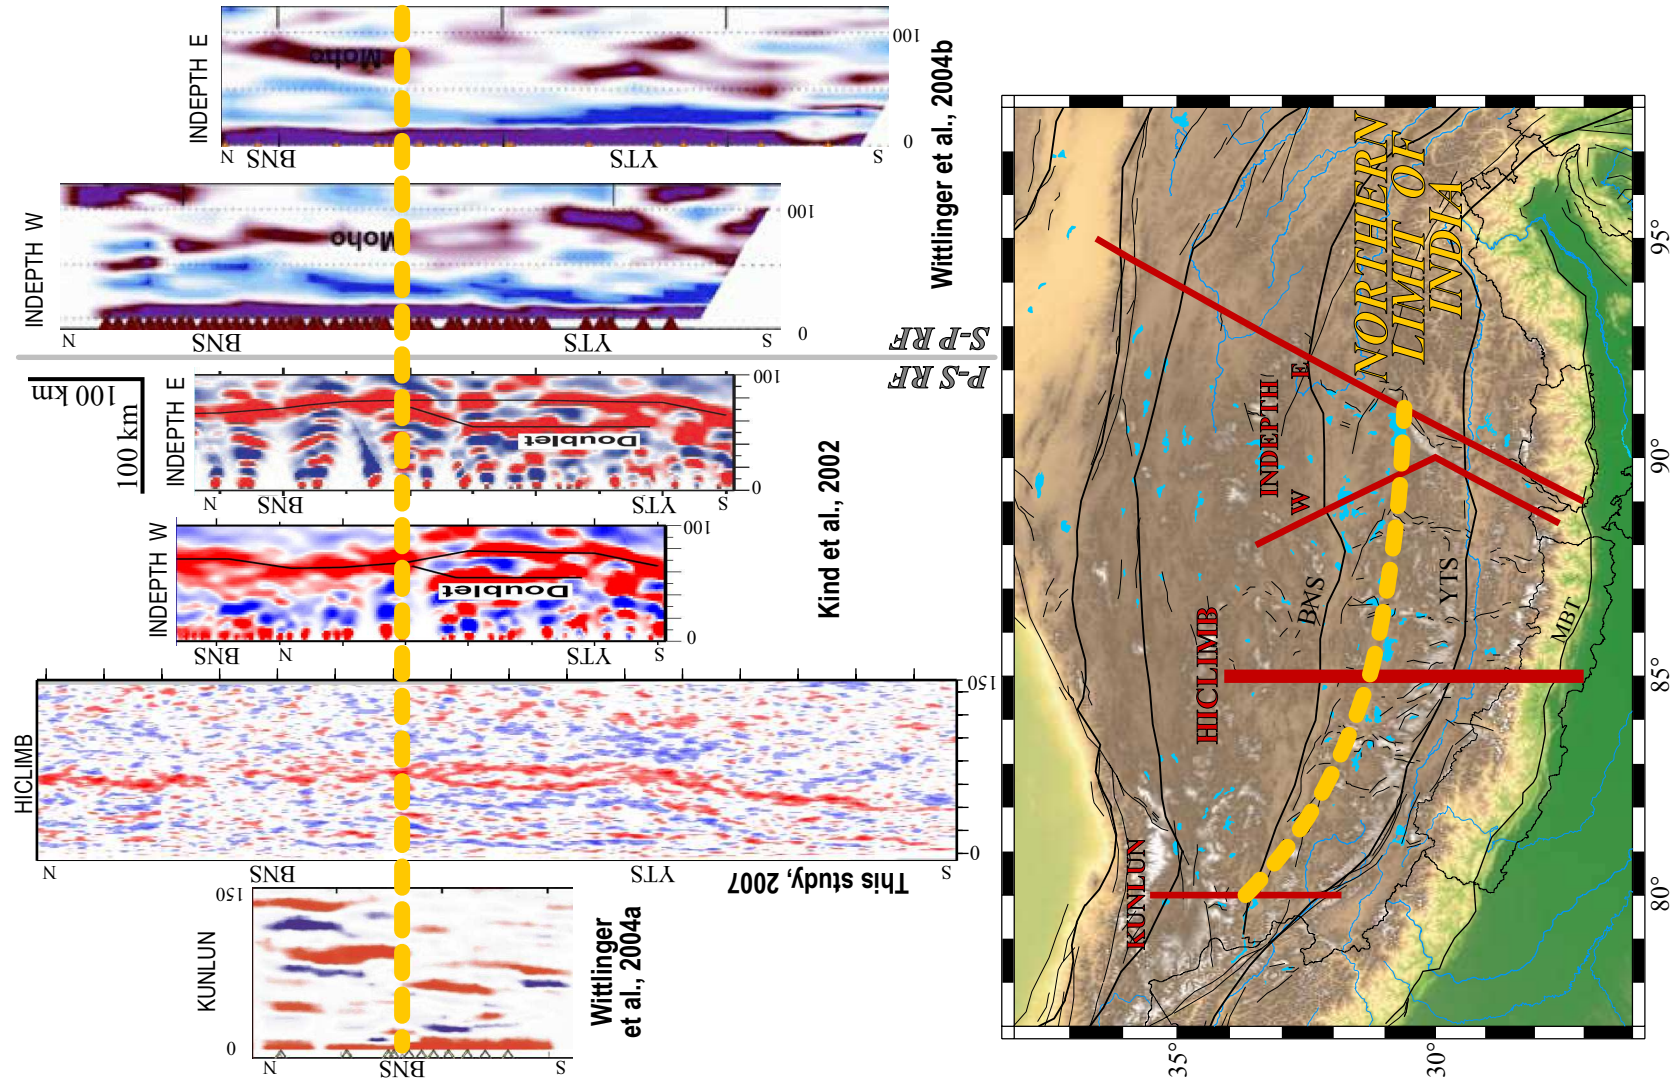 INDEPTH E
Moho
100
0
N
BNS
YTS
S
Wittlinger et al., 2004b
INDEPTH W
Moho
100
0
N
BNS
YTS
S
S-P RF
P-S RF
100 km
100 km
INDEPTH E
Doublet
100
0
N
BNS
YTS
S
Kind et al., 2002
INDEPTH W
Doublet
100
0
BNS
N
YTS
S
HICLIMB
150
0
N
BNS
YTS
S
This study, 2007
KUNLUN
150
0
N
BNS
S
Wittlinger
et al., 2004a
NORTHERN
LIMIT OF
INDIA
INDEPTH
W
E
HICLIMB
KUNLUN
BNS
YTS
MBT
95°
90°
85°
80°
35°
30°